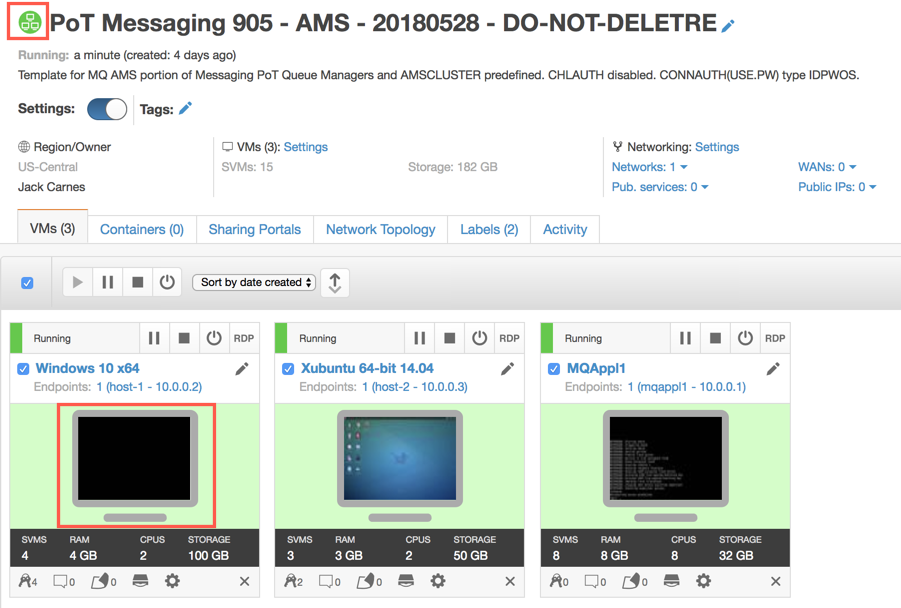 PoT Messaging 905 - AMS - 20180528 - DO-NOT-DELETRE
Running: a minute (created: 4 days ago)
Template for MQ AMS portion of Messaging PoT Queue Managers and AMSCLUSTER predefined. CHLAUTH disabled. CONNAUTH(USE.PW) type IDPWOS.
Settings: Tags:
Region/Owner VMs (3): Settings Networking: Settings
US-Central SVMs: 15 Storage: 182 GB Networks: 1 WANs: 0
Jack Carnes Pub. services: 0 Public IPs: 0
VMs (3) Containers (0) Sharing Portals Network Topology Labels (2) Activity
Sort by date created
Running RDP Running RDP Running RDP
Windows 10 x64 Xubuntu 64-bit 14.04 MQAppl1
Endpoints: 1 (host-1 - 10.0.0.2) Endpoints: 1 (host-2 - 10.0.0.3) Endpoints: 1 (mqappl1 - 10.0.0.1)
SVMS RAM CPUS STORAGE SVMS RAM CPUS STORAGE SVMS RAM CPUS STORAGE
4 4 GB 2 100 GB 3 3 GB 2 50 GB 8 8 GB 8 32 GB
4 0 0 2 0 0 0 0 0